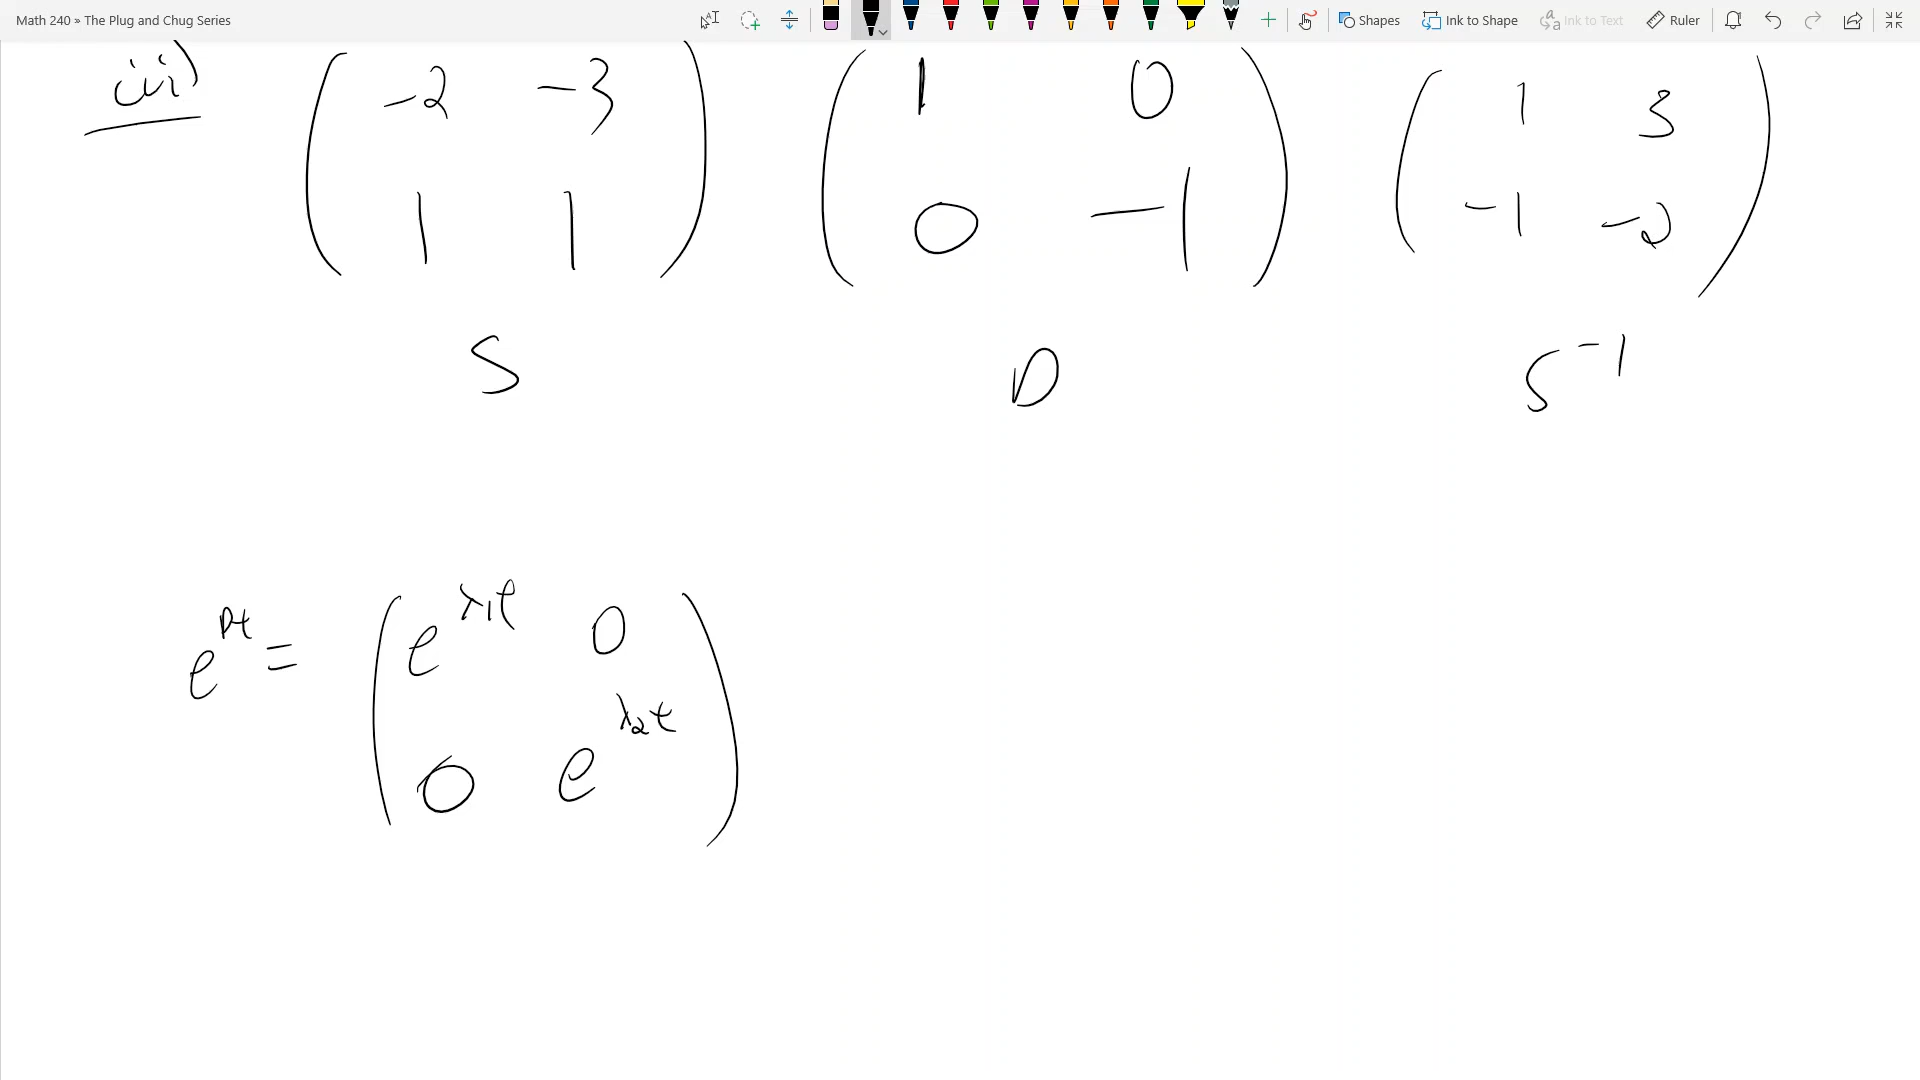 Math 240 » The Plug and Chug Series Shapes Ink to Shape Ink to Text Ruler
iii) ( -2 -3 ) ( 1 0 ) ( 1 3 )
( 1 1 ) ( 0 -1 ) ( -1 -2 )
S D S^-1
e^Dt = ( e^λ1t 0 )
( 0 e^λ2t )